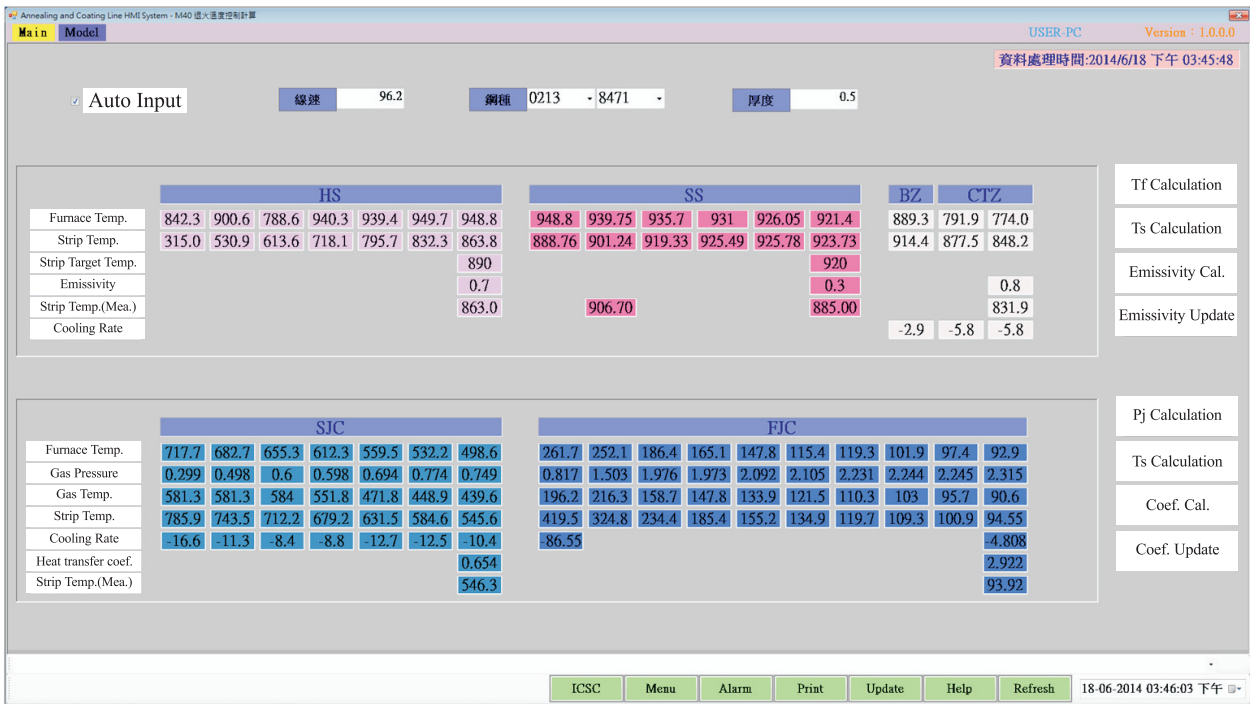 Annealing and Coating Line HMI System - M40 退火溫度控制計算
Main Model USER-PC Version : 1.0.0.0
資料處理時間:2014/6/18 下午 03:45:48
Auto Input 線速 96.2 鋼種 0213 8471 厚度 0.5
HS SS BZ CTZ
Furnace Temp. 842.3 900.6 788.6 940.3 939.4 949.7 948.8 948.8 939.75 935.7 931 926.05 921.4 889.3 791.9 774.0
Strip Temp. 315.0 530.9 613.6 718.1 795.7 832.3 863.8 888.76 901.24 919.33 925.49 925.78 923.73 914.4 877.5 848.2
Strip Target Temp. 890 920
Emissivity 0.7 0.3 0.8
Strip Temp.(Mea.) 863.0 906.70 885.00 831.9
Cooling Rate -2.9 -5.8 -5.8
Tf Calculation
Ts Calculation
Emissivity Cal.
Emissivity Update
SJC FJC
Furnace Temp. 717.7 682.7 655.3 612.3 559.5 532.2 498.6 261.7 252.1 186.4 165.1 147.8 115.4 119.3 101.9 97.4 92.9
Gas Pressure 0.299 0.498 0.6 0.598 0.694 0.774 0.749 0.817 1.503 1.976 1.973 2.092 2.105 2.231 2.244 2.245 2.315
Gas Temp. 581.3 581.3 584 551.8 471.8 448.9 439.6 196.2 216.3 158.7 147.8 133.9 121.5 110.3 103 95.7 90.6
Strip Temp. 785.9 743.5 712.2 679.2 631.5 584.6 545.6 419.5 324.8 234.4 185.4 155.2 134.9 119.7 109.3 100.9 94.55
Cooling Rate -16.6 -11.3 -8.4 -8.8 -12.7 -12.5 -10.4 -86.55 -4.808
Heat transfer coef. 0.654 2.922
Strip Temp.(Mea.) 546.3 93.92
Pj Calculation
Ts Calculation
Coef. Cal.
Coef. Update
ICSC Menu Alarm Print Update Help Refresh 18-06-2014 03:46:03 下午